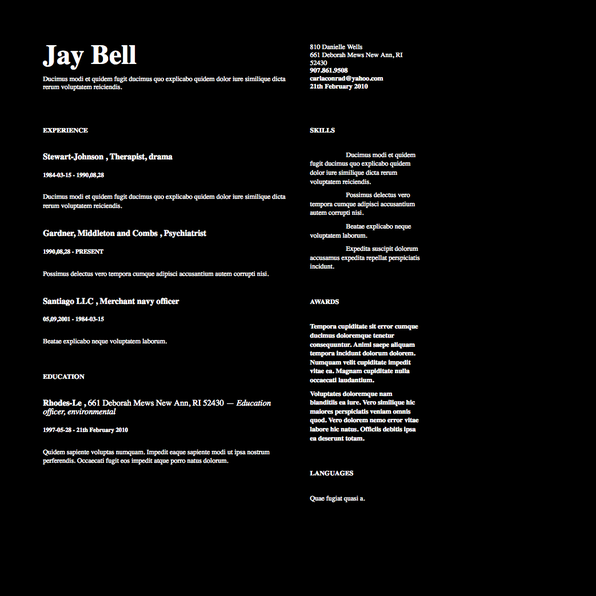 Jay Bell
Ducimus modi et quidem fugit ducimus quo explicabo quidem dolor iure similique dicta
rerum voluptatem reiciendis.
810 Danielle Wells
661 Deborah Mews New Ann, RI
52430
907.861.9508
carlaconrad@yahoo.com
21th February 2010
EXPERIENCE
Stewart-Johnson , Therapist, drama
1984-03-15 - 1990,08,28
Ducimus modi et quidem fugit ducimus quo explicabo quidem dolor iure similique dicta
rerum voluptatem reiciendis.
Gardner, Middleton and Combs , Psychiatrist
1990,08,28 - PRESENT
Possimus delectus vero tempora cumque adipisci accusantium autem corrupti nisi.
Santiago LLC , Merchant navy officer
05,09,2001 - 1984-03-15
Beatae explicabo neque voluptatem laborum.
EDUCATION
Rhodes-Le , 661 Deborah Mews New Ann, RI 52430 — Education
officer, environmental
1997-05-28 - 21th February 2010
Quidem sapiente voluptas numquam. Impedit eaque sapiente modi ut ipsa nostrum
perferendis. Occaecati fugit eos impedit atque porro natus dolorum.
SKILLS
Ducimus modi et quidem
fugit ducimus quo explicabo quidem
dolor iure similique dicta rerum
voluptatem reiciendis.
Possimus delectus vero
tempora cumque adipisci accusantium
autem corrupti nisi.
Beatae explicabo neque
voluptatem laborum.
Expedita suscipit dolorum
accusamus expedita repellat perspiciatis
incidunt.
AWARDS
Tempora cupiditate sit error cumque
ducimus doloremque tenetur
consequuntur. Animi saepe aliquam
tempora incidunt dolorum dolorem.
Numquam velit cupiditate impedit
vitae ea. Magnam cupiditate nulla
occaecati laudantium.
Voluptates doloremque nam
blanditiis ea iure. Vero similique hic
maiores perspiciatis veniam omnis
quod. Vero dolorem nemo error vitae
labore hic natus. Officiis debitis ipsa
ea deserunt totam.
LANGUAGES
Quae fugiat quasi a.